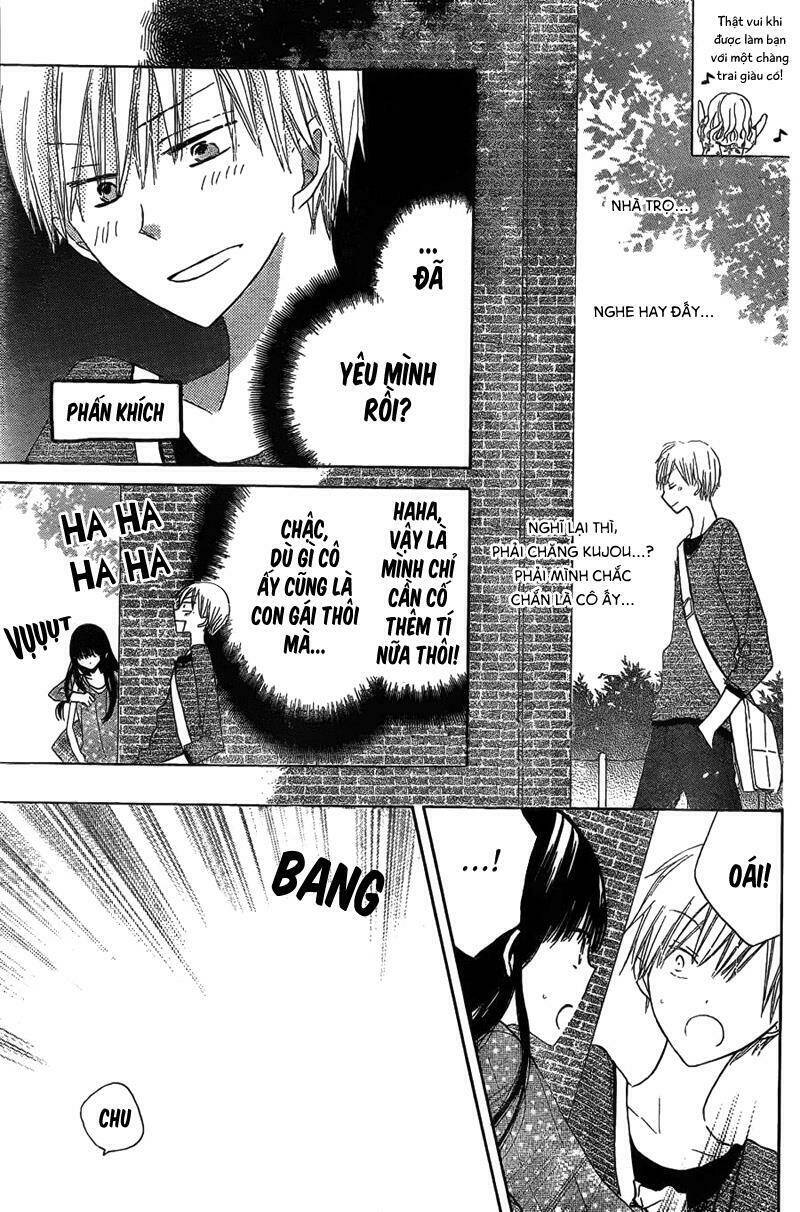 Thật vui khi
được làm bạn
với một chàng
trai giàu có!
NHÀ TRỌ...
NGHE HAY ĐẤY...
NGHĨ LẠI THÌ,
PHẢI CHĂNG KUJOU...?
PHẢI MÌNH CHẮC
CHẮN LÀ CÔ ẤY...
...
ĐÃ
YÊU MÌNH
RỒI?
PHẤN KHÍCH
HAHA,
VẬY LÀ
MÌNH CHỈ
CẦN CỐ
THÊM TÍ
NỮA THÔI!
CHẬC,
DÙ GÌ CÔ
ẤY CŨNG LÀ
CON GÁI THÔI
MÀ...
HA HA
HA HA
VỤỤỤT
OÁI!
...!
BANG
CHU